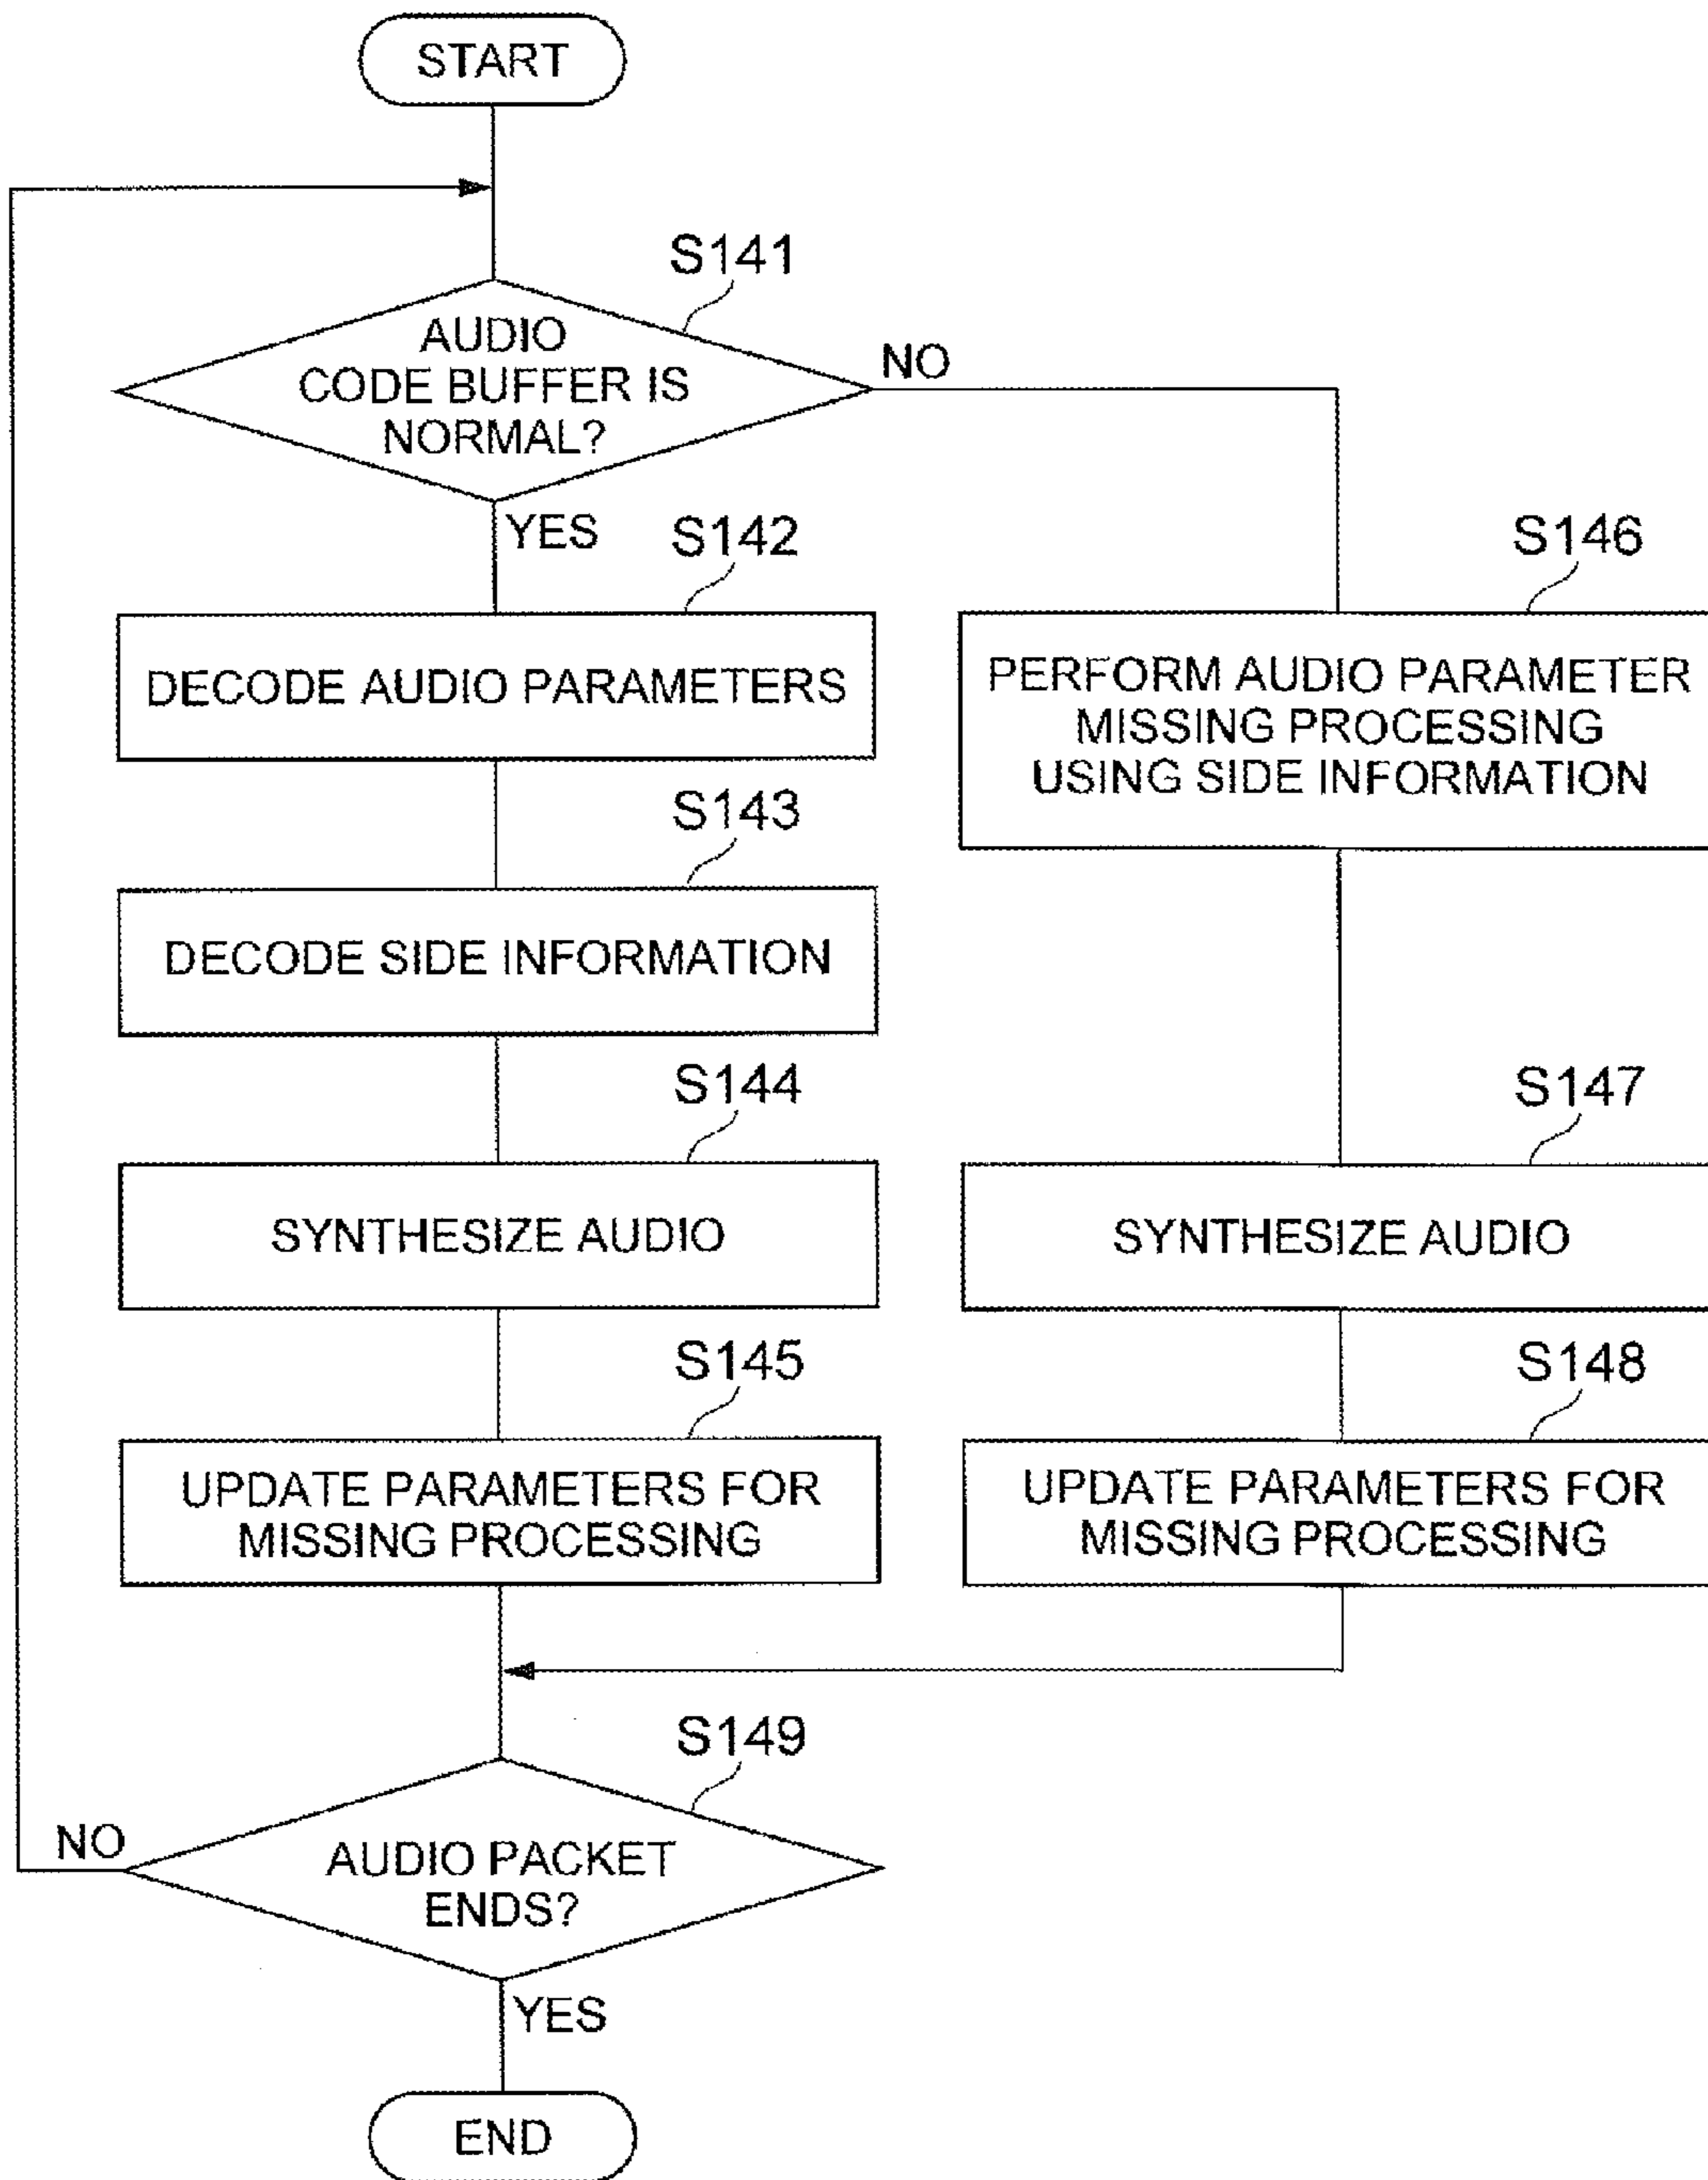 START
S141
AUDIO
CODE BUFFER IS
NORMAL?
NO
YES
S142
DECODE AUDIO PARAMETERS
S143
DECODE SIDE INFORMATION
S144
SYNTHESIZE AUDIO
S145
UPDATE PARAMETERS FOR
MISSING PROCESSING
S146
PERFORM AUDIO PARAMETER
MISSING PROCESSING
USING SIDE INFORMATION
S147
SYNTHESIZE AUDIO
S148
UPDATE PARAMETERS FOR
MISSING PROCESSING
S149
AUDIO PACKET
ENDS?
NO
YES
END